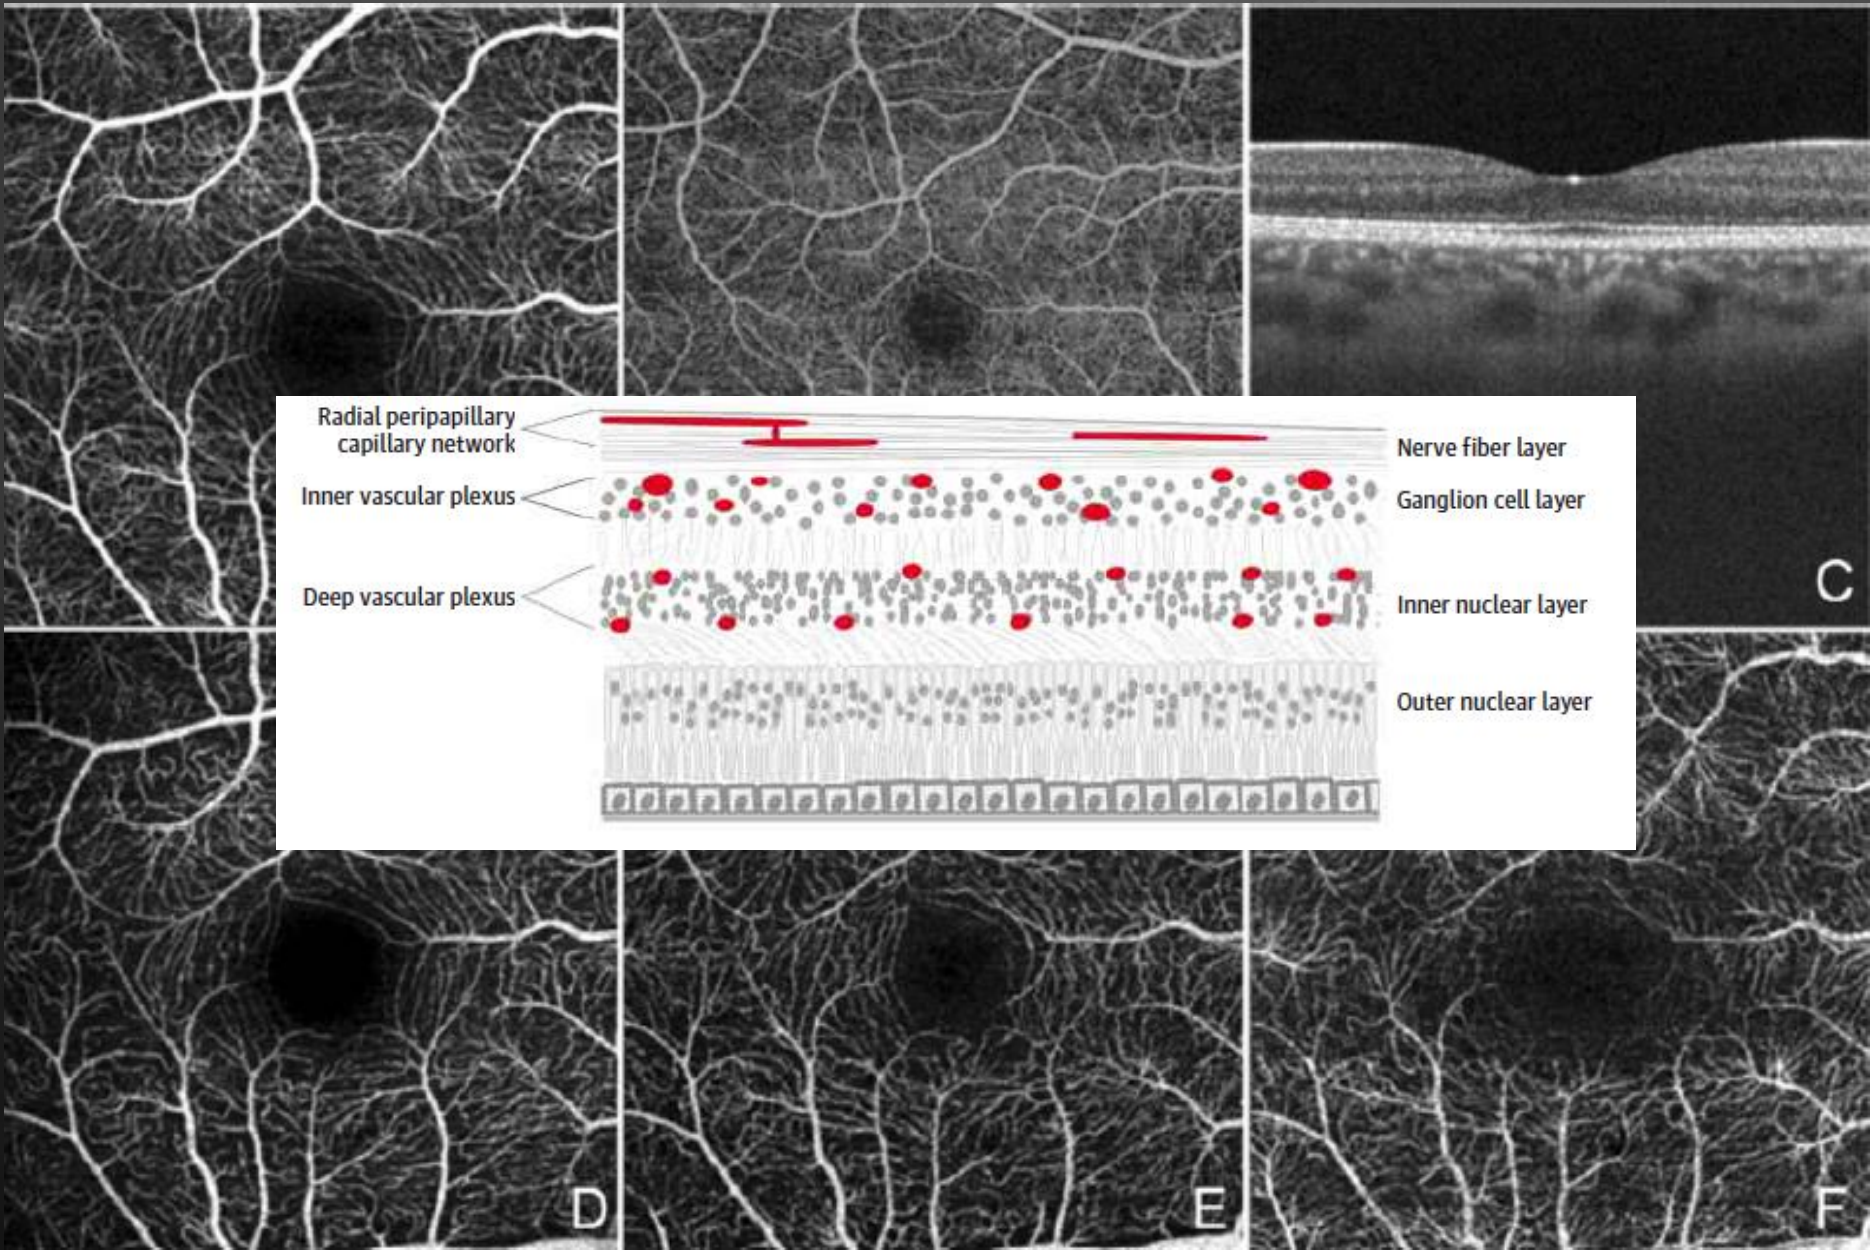 Radial peripapillary
capillary network
Inner vascular plexus
Deep vascular plexus
Nerve fiber layer
Ganglion cell layer
Inner nuclear layer
Outer nuclear layer
C
D
E
F